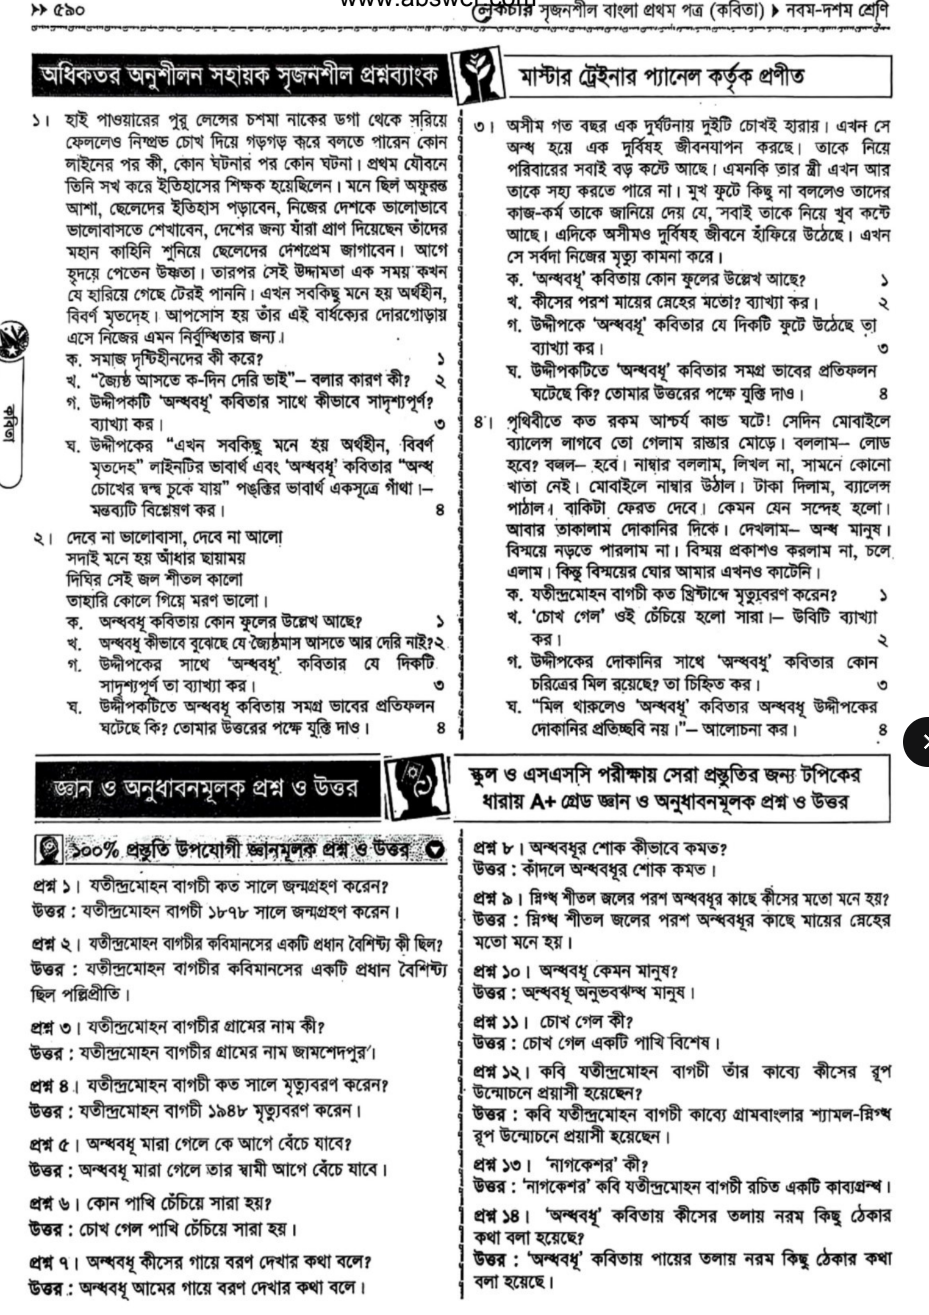 ▸▸ ৫৯০
www.abswer.com
লেকচার সৃজনশীল বাংলা প্রথম পত্র (কবিতা) ▸ নবম-দশম শ্রেণি
অধিকতর অনুশীলন সহায়ক সৃজনশীল প্রশ্নব্যাংক
মাস্টার ট্রেইনার প্যানেল কর্তৃক প্রণীত
১। হাই পাওয়ারের পুরু লেন্সের চশমা নাকের ডগা থেকে সরিয়ে
ফেললেও নিষ্প্রভ চোখ দিয়ে গড়গড় করে বলতে পারেন কোন
লাইনের পর কী, কোন ঘটনার পর কোন ঘটনা। প্রথম যৌবনে
তিনি সখ করে ইতিহাসের শিক্ষক হয়েছিলেন। মনে ছিল অফুরন্ত
আশা, ছেলেদের ইতিহাস পড়াবেন, নিজের দেশকে ভালোভাবে
ভালোবাসতে শেখাবেন, দেশের জন্য যাঁরা প্রাণ দিয়েছেন তাঁদের
মহান কাহিনি শুনিয়ে ছেলেদের দেশপ্রেম জাগাবেন। আগে
হৃদয়ে পেতেন উষ্ণতা। তারপর সেই উদ্দামতা এক সময় কখন
যে হারিয়ে গেছে টেরই পাননি। এখন সবকিছু মনে হয় অর্থহীন,
বিবর্ণ মৃতদেহ। আপসোস হয় তাঁর এই বার্ধক্যের দোরগোড়ায়
এসে নিজের এমন নির্বুদ্ধিতার জন্য।
ক. সমাজ দৃষ্টিহীনদের কী করে? ১
খ. “জ্যৈষ্ঠ আসতে ক-দিন দেরি ভাই”– বলার কারণ কী? ২
গ. উদ্দীপকটি ‘অন্ধবধূ’ কবিতার সাথে কীভাবে সাদৃশ্যপূর্ণ?
ব্যাখ্যা কর। ৩
ঘ. উদ্দীপকের “এখন সবকিছু মনে হয় অর্থহীন, বিবর্ণ
মৃতদেহ” লাইনটির ভাবার্থ এবং ‘অন্ধবধূ’ কবিতার “অন্ধ
চোখের দ্বন্দ্ব চুকে যায়” পঙ্‌ক্তির ভাবার্থ একসূত্রে গাঁথা।–
মন্তব্যটি বিশ্লেষণ কর। ৪
২। দেবে না ভালোবাসা, দেবে না আলো
সদাই মনে হয় আঁধার ছায়াময়
দিঘির সেই জল শীতল কালো
তাহারি কোলে গিয়ে মরণ ভালো।
ক. অন্ধবধূ কবিতায় কোন ফুলের উল্লেখ আছে? ১
খ. অন্ধবধূ কীভাবে বুঝেছে যে জ্যৈষ্ঠমাস আসতে আর দেরি নাই?২
গ. উদ্দীপকের সাথে ‘অন্ধবধূ’ কবিতার যে দিকটি
সাদৃশ্যপূর্ণ তা ব্যাখ্যা কর। ৩
ঘ. উদ্দীপকটিতে অন্ধবধূ কবিতায় সমগ্র ভাবের প্রতিফলন
ঘটেছে কি? তোমার উত্তরের পক্ষে যুক্তি দাও। ৪
কবিতা
৩। অসীম গত বছর এক দুর্ঘটনায় দুইটি চোখই হারার। এখন সে
অন্ধ হয়ে এক দুর্বিষহ জীবনযাপন করছে। তাকে নিয়ে
পরিবারের সবাই বড় কষ্টে আছে। এমনকি তার স্ত্রী এখন আর
তাকে সহ্য করতে পারে না। মুখ ফুটে কিছু না বললেও তাদের
কাজ-কর্ম তাকে জানিয়ে দেয় যে, সবাই তাকে নিয়ে খুব কষ্টে
আছে। এদিকে অসীমও দুর্বিষহ জীবনে হাঁফিরে উঠেছে। এখন
সে সর্বদা নিজের মৃত্যু কামনা করে।
ক. ‘অন্ধবধূ’ কবিতায় কোন ফুলের উল্লেখ আছে? ১
খ. কীসের পরশ মায়ের স্নেহের মতো? ব্যাখ্যা কর। ২
গ. উদ্দীপকে ‘অন্ধবধূ’ কবিতার যে দিকটি ফুটে উঠেছে তা
ব্যাখ্যা কর। ৩
ঘ. উদ্দীপকটিতে ‘অন্ধবধূ’ কবিতার সমগ্র ভাবের প্রতিফলন
ঘটেছে কি? তোমার উত্তরের পক্ষে যুক্তি দাও। ৪
৪। পৃথিবীতে কত রকম আশ্চর্য কান্ড ঘটে! সেদিন মোবাইলে
ব্যালেন্স লাগবে তো গেলাম রাস্তার মোড়ে। বললাম– লোড
হবে? বলল– হবে। নাম্বার বললাম, লিখল না, সামনে কোনো
খাতা নেই। মোবাইলে নাম্বার উঠাল। টাকা দিলাম, ব্যালেন্স
পাঠাল। বাকিটা ফেরত দেবে। কেমন যেন সন্দেহ হলো।
আবার তাকালাম দোকানির দিকে। দেখলাম– অন্ধ মানুষ।
বিস্ময়ে নড়তে পারলাম না। বিস্ময় প্রকাশও করলাম না, চলে
এলাম। কিন্তু বিস্ময়ের ঘোর আমার এখনও কাটেনি।
ক. যতীন্দ্রমোহন বাগচী কত খ্রিষ্টাব্দে মৃত্যুবরণ করেন? ১
খ. ‘চোখ গেল’ ওই চেঁচিয়ে হলো সারা।– উবিটি ব্যাখ্যা
কর। ২
গ. উদ্দীপকের দোকানির সাথে ‘অন্ধবধূ’ কবিতার কোন
চরিত্রের মিল রয়েছে? তা চিহ্নিত কর। ৩
ঘ. “মিল থাকলেও ‘অন্ধবধূ’ কবিতার অন্ধবধূ উদ্দীপকের
দোকানির প্রতিচ্ছবি নয়।”– আলোচনা কর। ৪
জ্ঞান ও অনুধাবনমূলক প্রশ্ন ও উত্তর
স্কুল ও এসএসসি পরীক্ষায় সেরা প্রস্তুতির জন্য টপিকের
ধারায় A+ গ্রেড জ্ঞান ও অনুধাবনমূলক প্রশ্ন ও উত্তর
১০০% প্রস্তুতি উপযোগী জ্ঞানমূলক প্রশ্ন ও উত্তর
প্রশ্ন ১। যতীন্দ্রমোহন বাগচী কত সালে জন্মগ্রহণ করেন?
উত্তর : যতীন্দ্রমোহন বাগচী ১৮৭৮ সালে জন্মগ্রহণ করেন।
প্রশ্ন ২। যতীন্দ্রমোহন বাগচীর কবিমানসের একটি প্রধান বৈশিষ্ট্য কী ছিল?
উত্তর : যতীন্দ্রমোহন বাগচীর কবিমানসের একটি প্রধান বৈশিষ্ট্য
ছিল পল্লিপ্রীতি।
প্রশ্ন ৩। যতীন্দ্রমোহন বাগচীর গ্রামের নাম কী?
উত্তর : যতীন্দ্রমোহন বাগচীর গ্রামের নাম জামশেদপুর।
প্রশ্ন ৪। যতীন্দ্রমোহন বাগচী কত সালে মৃত্যুবরণ করেন?
উত্তর : যতীন্দ্রমোহন বাগচী ১৯৪৮ মৃত্যুবরণ করেন।
প্রশ্ন ৫। অন্ধবধূ মারা গেলে কে আগে বেঁচে যাবে?
উত্তর : অন্ধবধূ মারা গেলে তার স্বামী আগে বেঁচে যাবে।
প্রশ্ন ৬। কোন পাখি চেঁচিয়ে সারা হয়?
উত্তর : চোখ গেল পাখি চেঁচিয়ে সারা হয়।
প্রশ্ন ৭। অন্ধবধূ কীসের গায়ে বরণ দেখার কথা বলে?
উত্তর : অন্ধবধূ আমের গায়ে বরণ দেখার কথা বলে।
প্রশ্ন ৮। অন্ধবধূর শোক কীভাবে কমত?
উত্তর : কাঁদলে অন্ধবধূর শোক কমত।
প্রশ্ন ৯। স্নিগ্ধ শীতল জলের পরশ অন্ধবধূর কাছে কীসের মতো মনে হয়?
উত্তর : স্নিগ্ধ শীতল জলের পরশ অন্ধবধূর কাছে মায়ের স্নেহের
মতো মনে হয়।
প্রশ্ন ১০। অন্ধবধূ কেমন মানুষ?
উত্তর : অন্ধবধূ অনুভবঋদ্ধ মানুষ।
প্রশ্ন ১১। চোখ গেল কী?
উত্তর : চোখ গেল একটি পাখি বিশেষ।
প্রশ্ন ১২। কবি যতীন্দ্রমোহন বাগচী তাঁর কাব্যে কীসের রূপ
উন্মোচনে প্রয়াসী হয়েছেন?
উত্তর : কবি যতীন্দ্রমোহন বাগচী কাব্যে গ্রামবাংলার শ্যামল-স্নিগ্ধ
রূপ উন্মোচনে প্রয়াসী হয়েছেন।
প্রশ্ন ১৩। ‘নাগকেশর’ কী?
উত্তর : ‘নাগকেশর’ কবি যতীন্দ্রমোহন বাগচী রচিত একটি কাব্যগ্রন্থ।
প্রশ্ন ১৪। ‘অন্ধবধূ’ কবিতায় কীসের তলায় নরম কিছু ঠেকার
কথা বলা হয়েছে?
উত্তর : ‘অন্ধবধূ’ কবিতায় পায়ের তলায় নরম কিছু ঠেকার কথা
বলা হয়েছে।